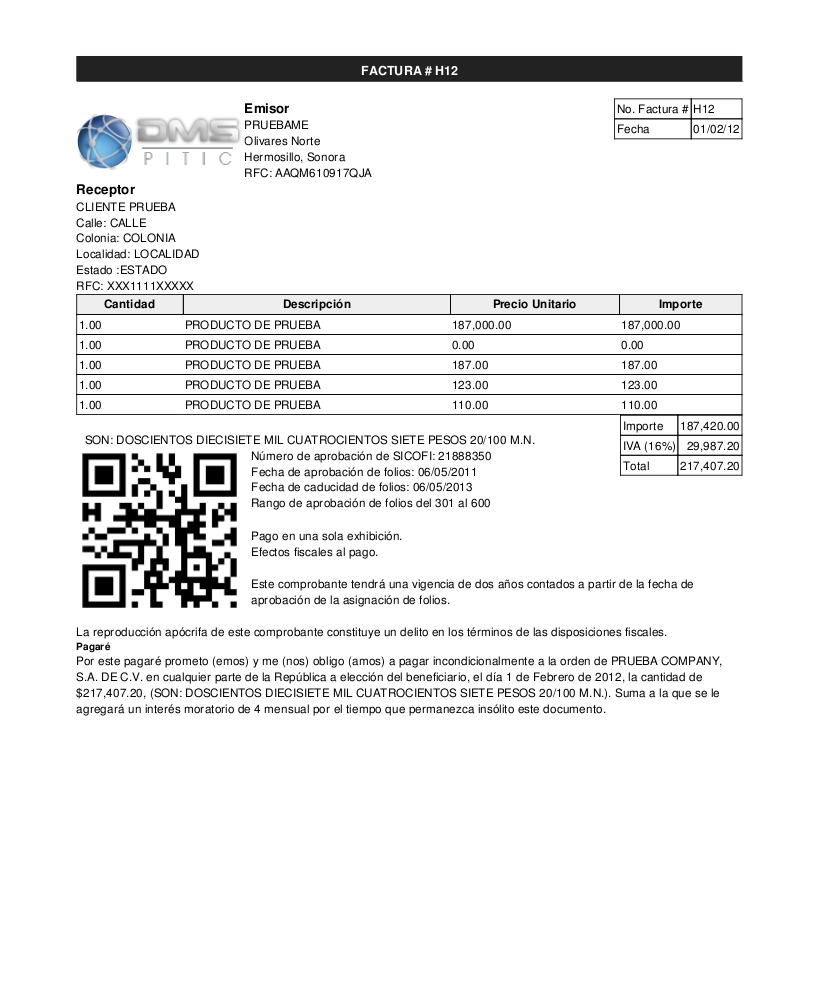 FACTURA # H12
DMS
PITIC
Emisor
PRUEBAME
Olivares Norte
Hermosillo, Sonora
RFC: AAQM610917QJA
No. Factura # H12
Fecha 01/02/12
Receptor
CLIENTE PRUEBA
Calle: CALLE
Colonia: COLONIA
Localidad: LOCALIDAD
Estado :ESTADO
RFC: XXX1111XXXXX
Cantidad Descripción Precio Unitario Importe
1.00 PRODUCTO DE PRUEBA 187,000.00 187,000.00
1.00 PRODUCTO DE PRUEBA 0.00 0.00
1.00 PRODUCTO DE PRUEBA 187.00 187.00
1.00 PRODUCTO DE PRUEBA 123.00 123.00
1.00 PRODUCTO DE PRUEBA 110.00 110.00
Importe 187,420.00
IVA (16%) 29,987.20
Total 217,407.20
SON: DOSCIENTOS DIECISIETE MIL CUATROCIENTOS SIETE PESOS 20/100 M.N.
Número de aprobación de SICOFI: 21888350
Fecha de aprobación de folios: 06/05/2011
Fecha de caducidad de folios: 06/05/2013
Rango de aprobación de folios del 301 al 600
Pago en una sola exhibición.
Efectos fiscales al pago.
Este comprobante tendrá una vigencia de dos años contados a partir de la fecha de
aprobación de la asignación de folios.
La reproducción apócrifa de este comprobante constituye un delito en los términos de las disposiciones fiscales.
Pagaré
Por este pagaré prometo (emos) y me (nos) obligo (amos) a pagar incondicionalmente a la orden de PRUEBA COMPANY,
S.A. DE C.V. en cualquier parte de la República a elección del beneficiario, el día 1 de Febrero de 2012, la cantidad de
$217,407.20, (SON: DOSCIENTOS DIECISIETE MIL CUATROCIENTOS SIETE PESOS 20/100 M.N.). Suma a la que se le
agregará un interés moratorio de 4 mensual por el tiempo que permanezca insólito este documento.